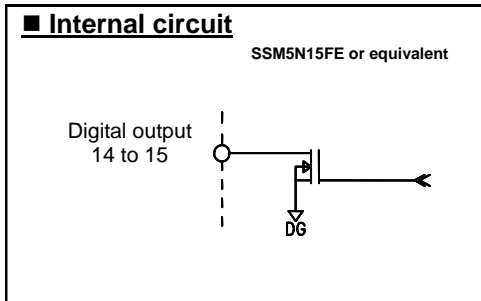 ■ Internal circuit
SSM5N15FE or equivalent
Digital output
14 to 15
DG